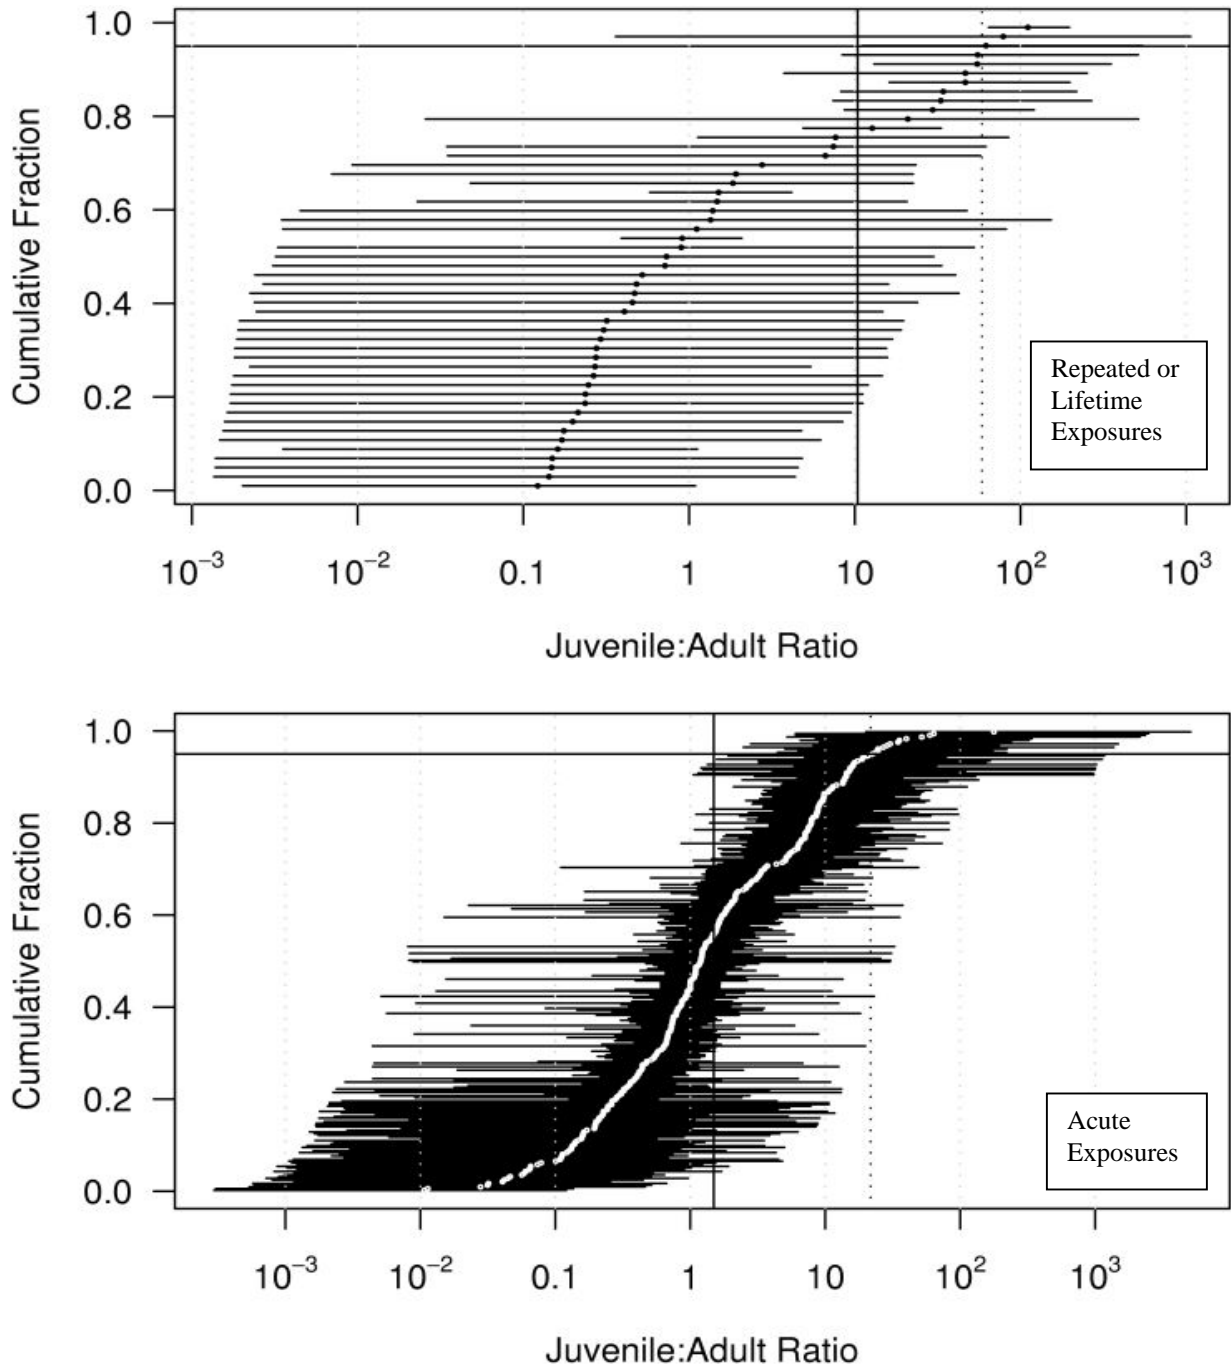 1.0
0.8
0.6
0.4
0.2
0.0
Cumulative Fraction
Repeated or
Lifetime
Exposures
10⁻³ 10⁻² 0.1 1 10 10² 10³
Juvenile:Adult Ratio
1.0
0.8
0.6
0.4
0.2
0.0
Cumulative Fraction
Acute
Exposures
10⁻³ 10⁻² 0.1 1 10 10² 10³
Juvenile:Adult Ratio